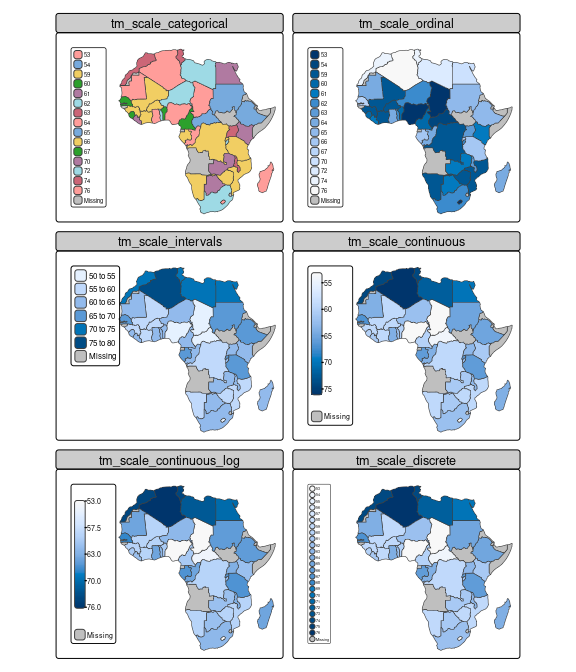 tm_scale_categorical
53
54
59
60
61
62
63
64
65
66
67
70
72
74
76
Missing
tm_scale_ordinal
53
54
59
60
61
62
63
64
65
66
67
70
72
74
76
Missing
tm_scale_intervals
50 to 55
55 to 60
60 to 65
65 to 70
70 to 75
75 to 80
Missing
tm_scale_continuous
55
60
65
70
75
Missing
tm_scale_continuous_log
53.0
57.5
63.0
70.0
76.0
Missing
tm_scale_discrete